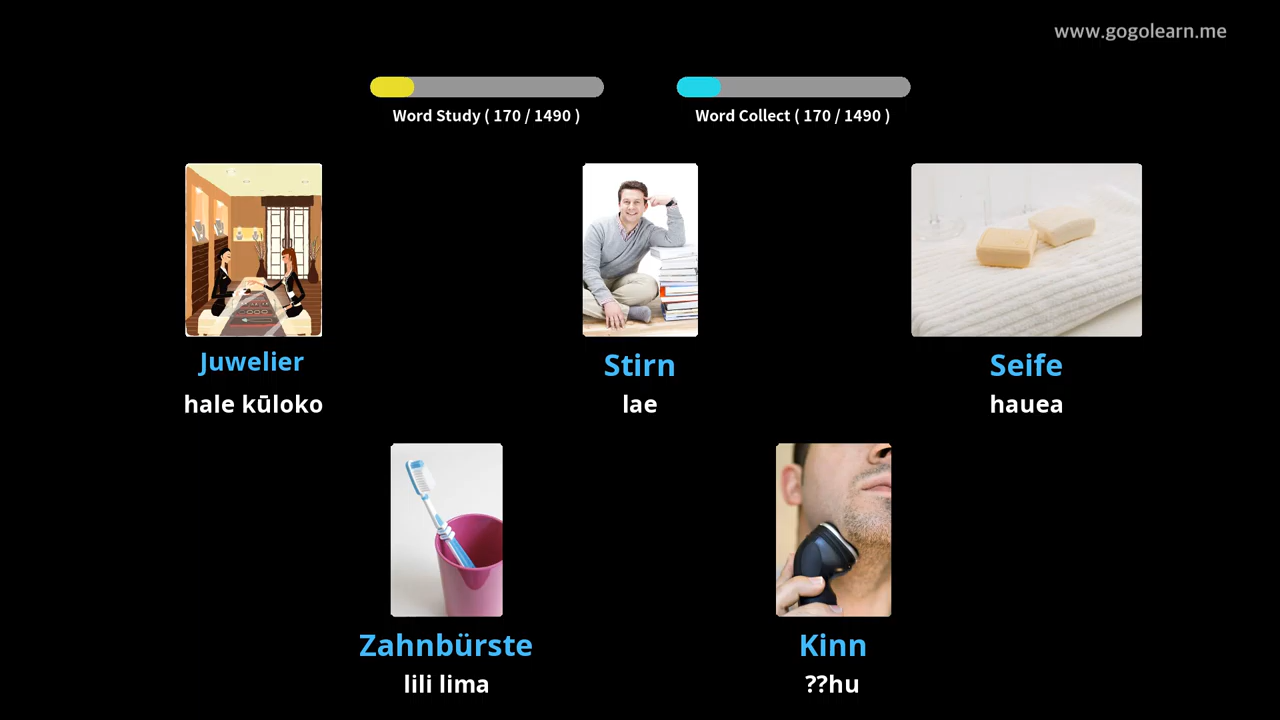 www.gogolearn.me
Word Study ( 170 / 1490 )
Word Collect ( 170 / 1490 )
Juwelier
hale kūloko
Stirn
lae
Seife
hauea
Zahnbürste
lili lima
Kinn
??hu